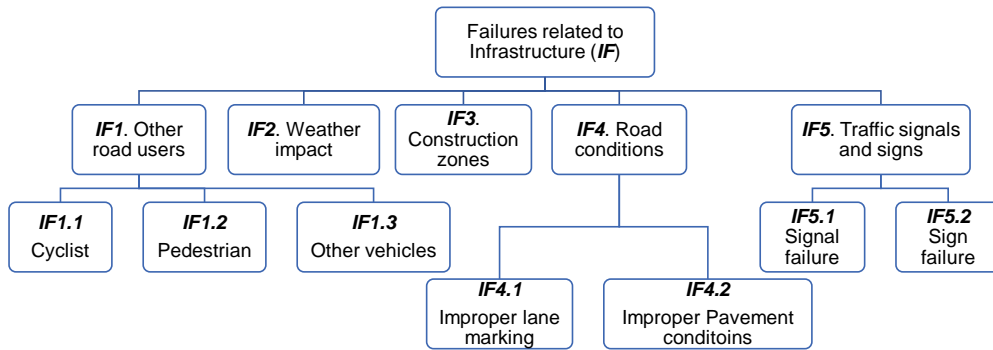 Failures related to
Infrastructure (IF)
IF1. Other
road users
IF2. Weather
impact
IF3.
Construction
zones
IF4. Road
conditions
IF5. Traffic signals
and signs
IF1.1
Cyclist
IF1.2
Pedestrian
IF1.3
Other vehicles
IF5.1
Signal
failure
IF5.2
Sign
failure
IF4.1
Improper lane
marking
IF4.2
Improper Pavement
conditoins